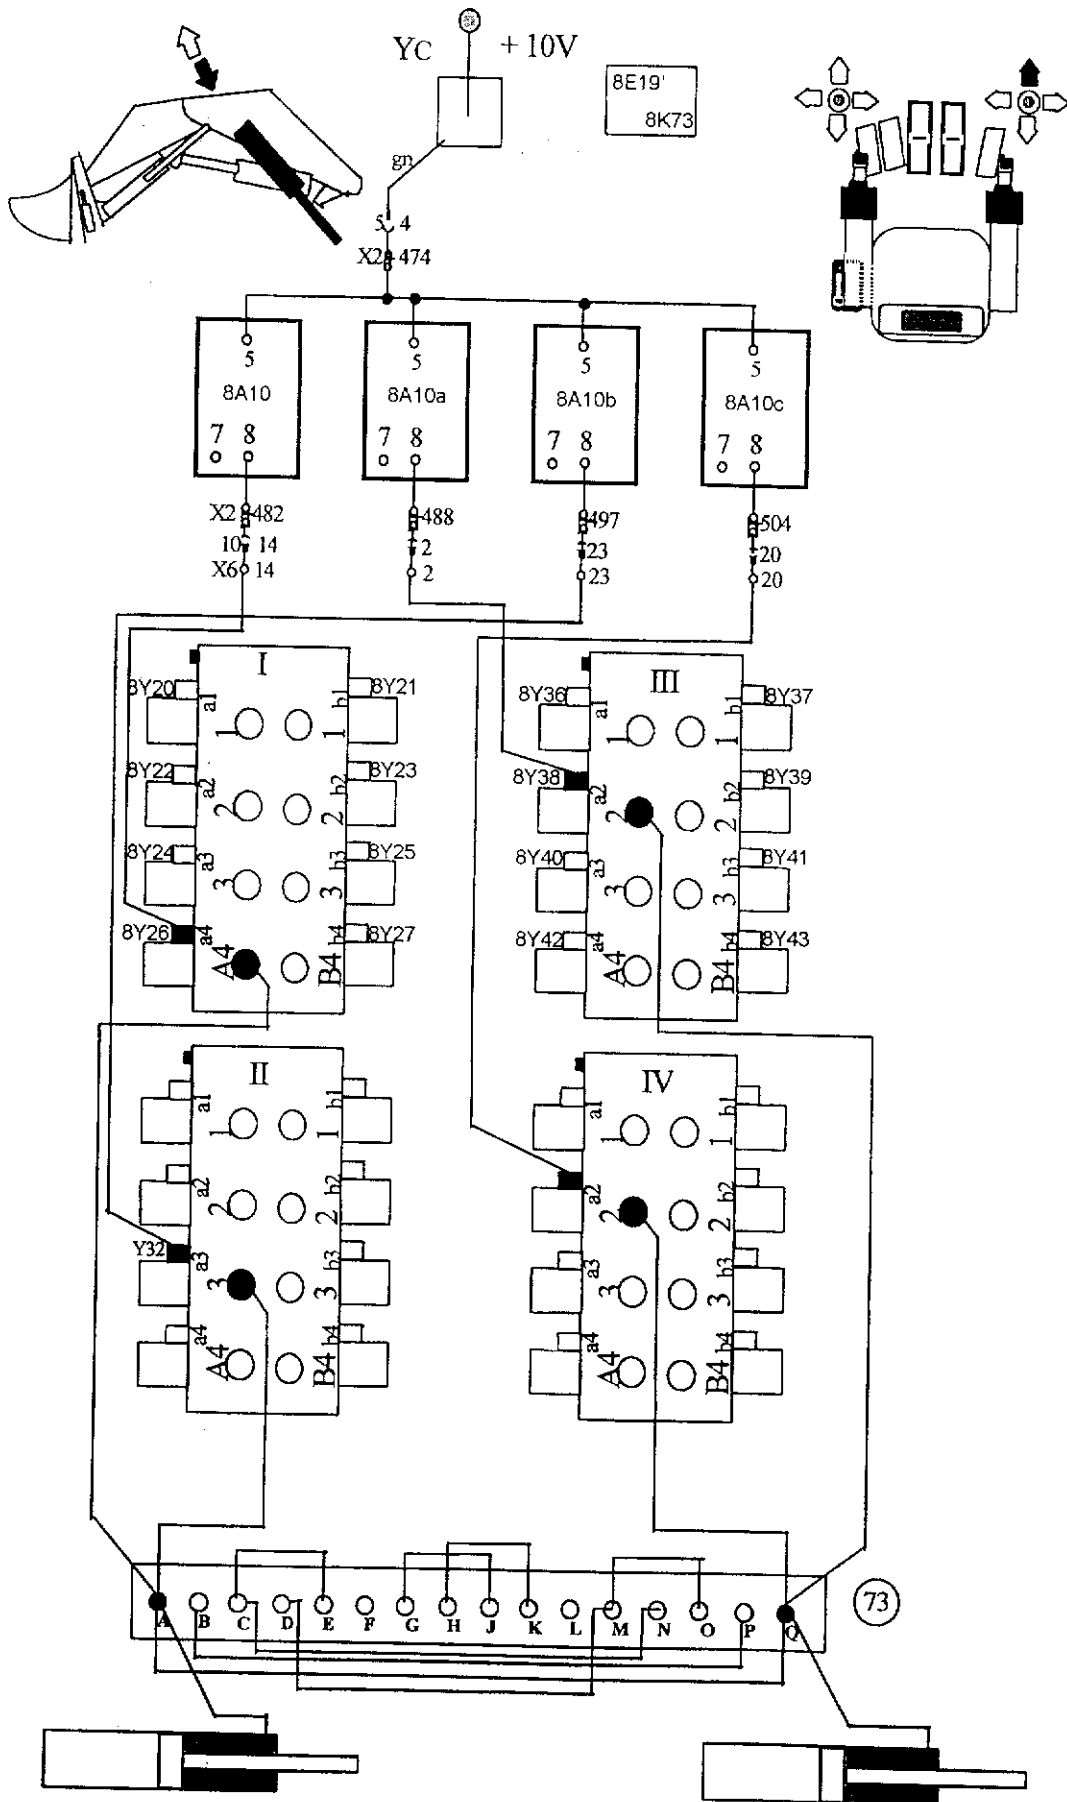 YC + 10V
8E19'
8K73
gn
5 4
X2 474
5 5 5 5
8A10 8A10a 8A10b 8A10c
7 8 7 8 7 8 7 8
X2 482 488 497 504
10 14 2 23 20
X6 14 2 23 20
I III
8Y20 a1 1 1 b1 8Y21 8Y36 a1 1 1 b1 8Y37
8Y22 a2 2 2 b2 8Y23 8Y38 a2 2 2 b2 8Y39
8Y24 a3 3 3 b3 8Y25 8Y40 a3 3 3 b3 8Y41
8Y26 a4 A4 B4 b4 8Y27 8Y42 a4 A4 B4 b4 8Y43
II IV
a1 1 1 b1 a1 1 1 b1
a2 2 2 b2 a2 2 2 b2
Y32 a3 3 3 b3 a3 3 3 b3
a4 A4 B4 b4 a4 A4 B4 b4
73
A B C D E F G H J K L M N O P Q